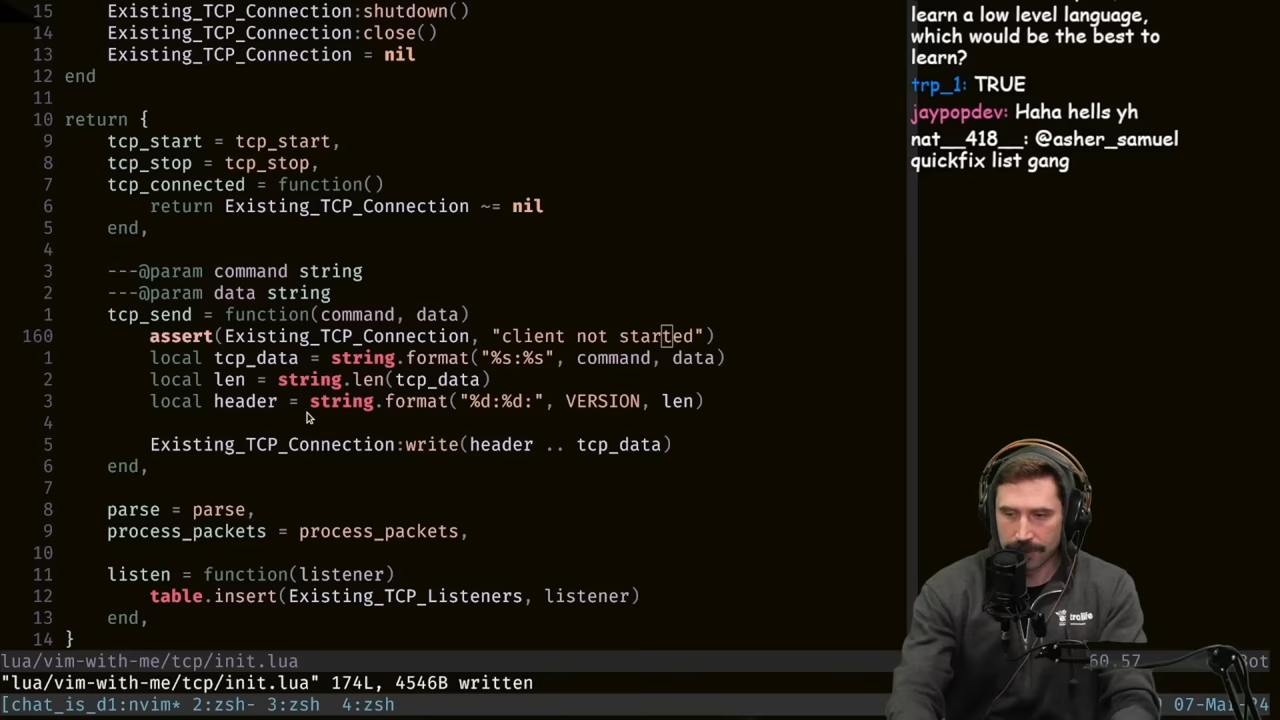 15 Existing_TCP_Connection:shutdown()
14 Existing_TCP_Connection:close()
13 Existing_TCP_Connection = nil
12 end
11
10 return {
9 tcp_start = tcp_start,
8 tcp_stop = tcp_stop,
7 tcp_connected = function()
6 return Existing_TCP_Connection ~= nil
5 end,
4
3 ---@param command string
2 ---@param data string
1 tcp_send = function(command, data)
160 assert(Existing_TCP_Connection, "client not started")
1 local tcp_data = string.format("%s:%s", command, data)
2 local len = string.len(tcp_data)
3 local header = string.format("%d:%d:", VERSION, len)
4
5 Existing_TCP_Connection:write(header .. tcp_data)
6 end,
7
8 parse = parse,
9 process_packets = process_packets,
10
11 listen = function(listener)
12 table.insert(Existing_TCP_Listeners, listener)
13 end,
14 }
lua/vim-with-me/tcp/init.lua 60,57 Bot
"lua/vim-with-me/tcp/init.lua" 174L, 4546B written
[chat_is_d1:nvim* 2:zsh- 3:zsh 4:zsh 07-Mar-24
learn a low level language,
which would be the best to
learn?
trp_1: TRUE
jaypopdev: Haha hells yh
nat__418__: @asher_samuel
quickfix list gang